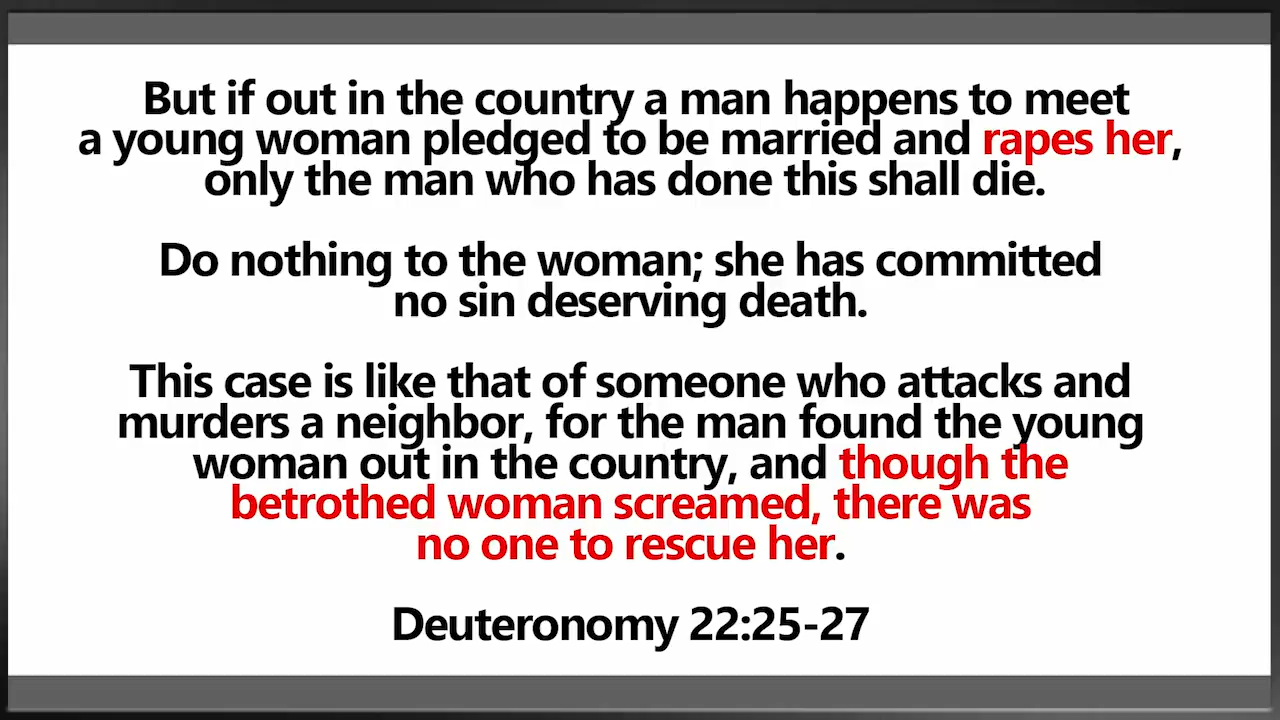 But if out in the country a man happens to meet
a young woman pledged to be married and rapes her,
only the man who has done this shall die.
Do nothing to the woman; she has committed
no sin deserving death.
This case is like that of someone who attacks and
murders a neighbor, for the man found the young
woman out in the country, and though the
betrothed woman screamed, there was
no one to rescue her.
Deuteronomy 22:25-27